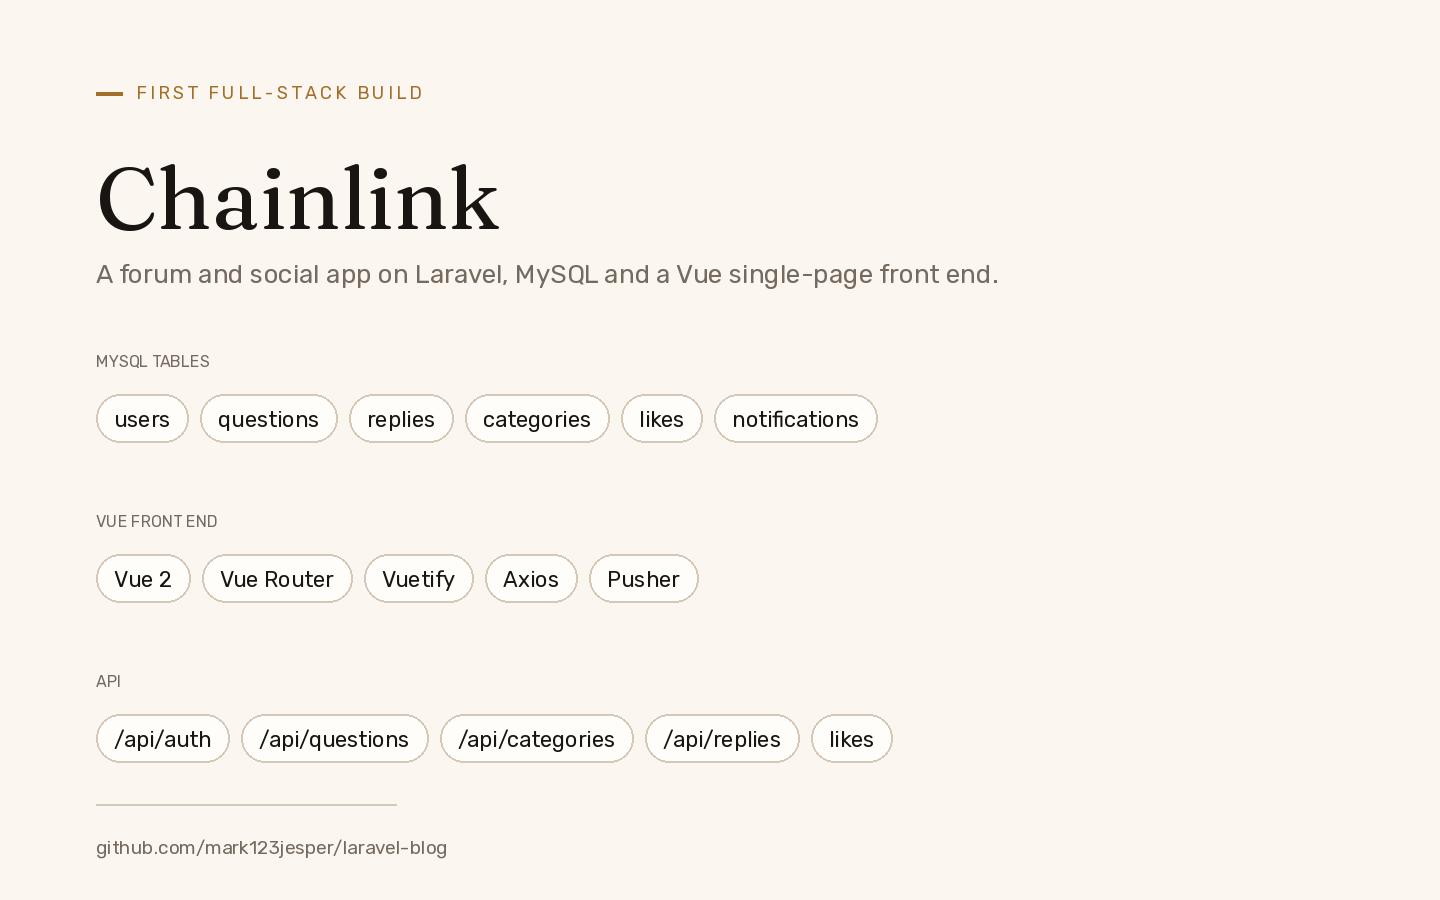 FIRST FULL-STACK BUILD
Chainlink
A forum and social app on Laravel, MySQL and a Vue single-page front end.
MYSQL TABLES
users questions replies categories likes notifications
VUE FRONT END
Vue 2 Vue Router Vuetify Axios Pusher
API
/api/auth /api/questions /api/categories /api/replies likes
github.com/mark123jesper/laravel-blog